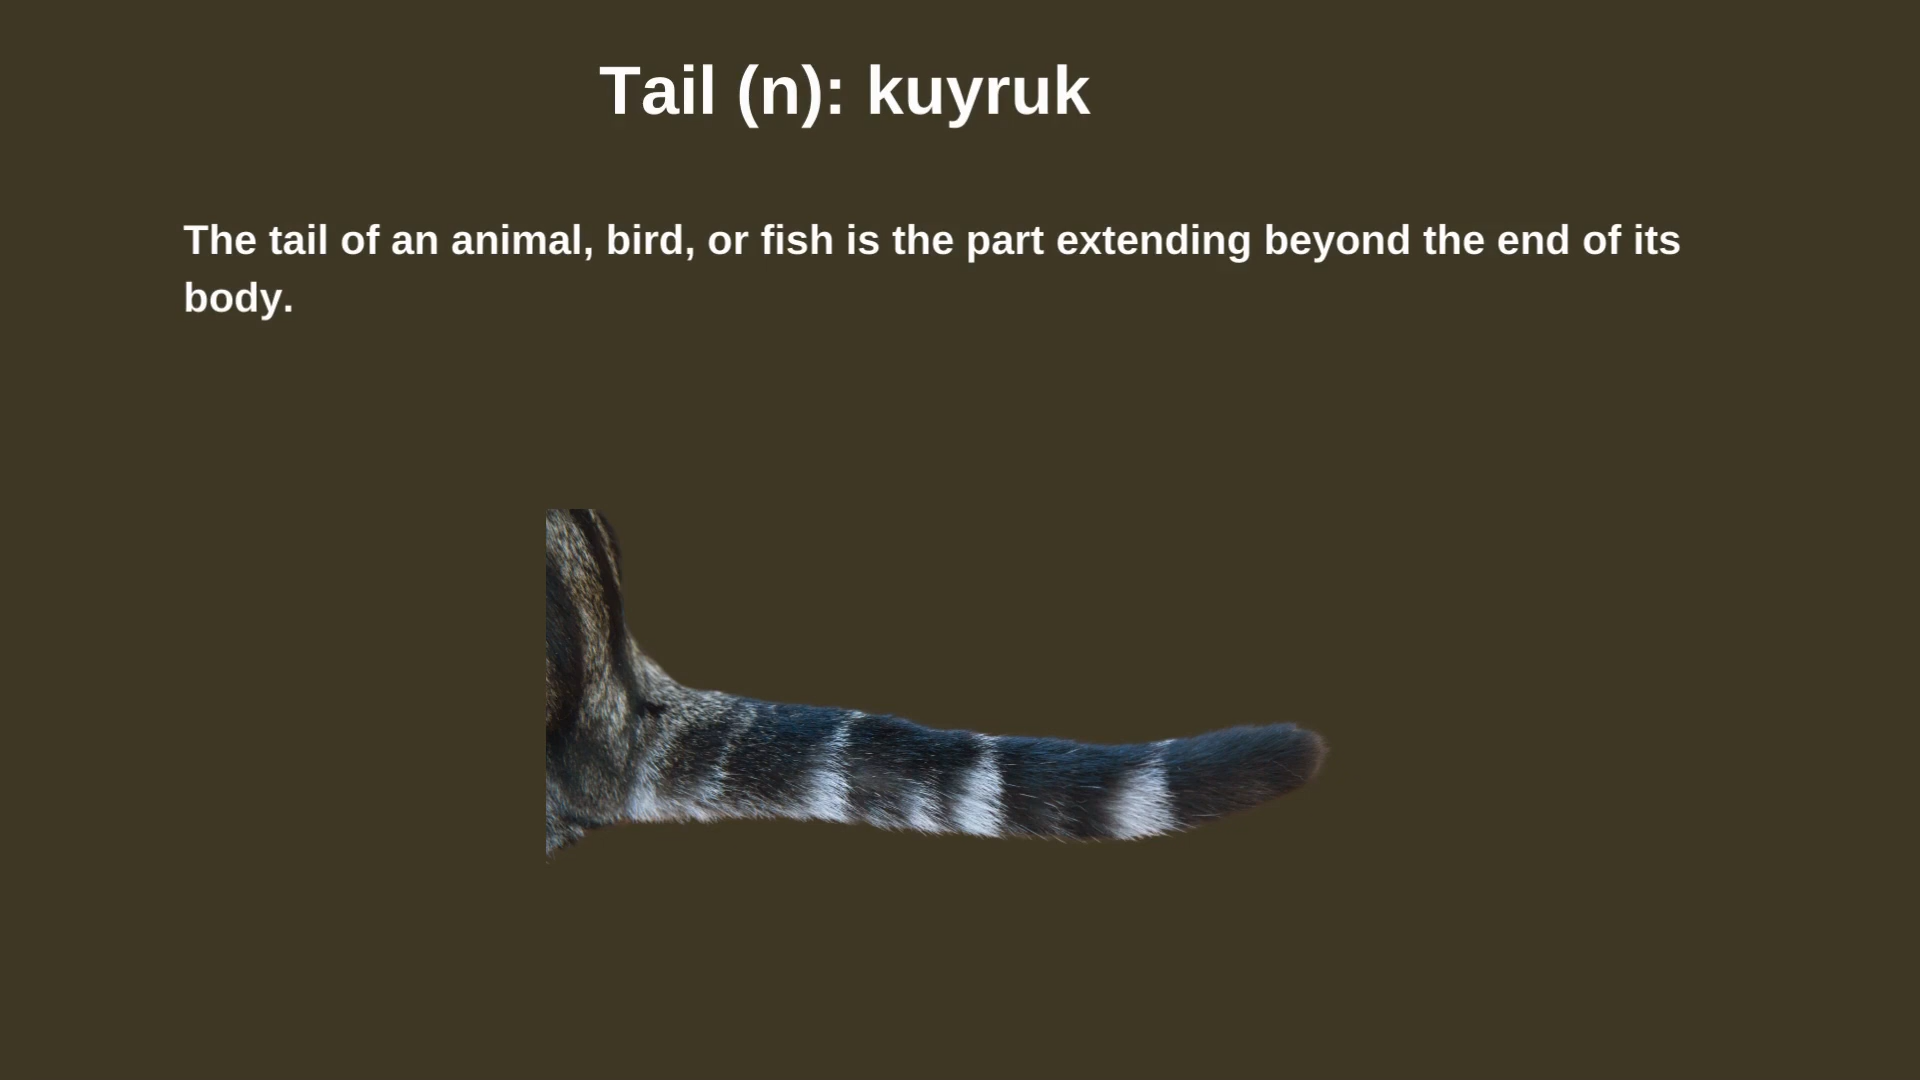 Tail (n): kuyruk
The tail of an animal, bird, or fish is the part extending beyond the end of its
body.